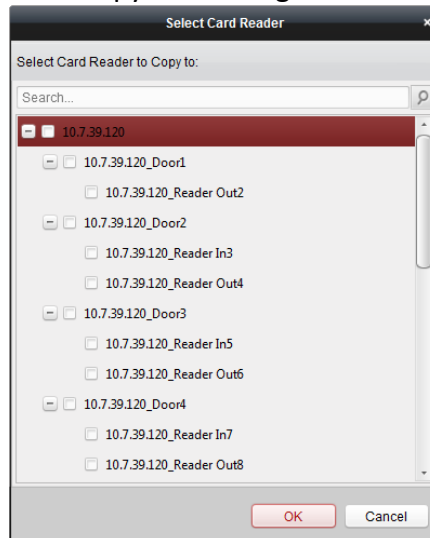 Select Card Reader
Select Card Reader to Copy to:
Search...
10.7.39.120
10.7.39.120_Door1
10.7.39.120_Reader Out2
10.7.39.120_Door2
10.7.39.120_Reader In3
10.7.39.120_Reader Out4
10.7.39.120_Door3
10.7.39.120_Reader In5
10.7.39.120_Reader Out6
10.7.39.120_Door4
10.7.39.120_Reader In7
10.7.39.120_Reader Out8
OK Cancel